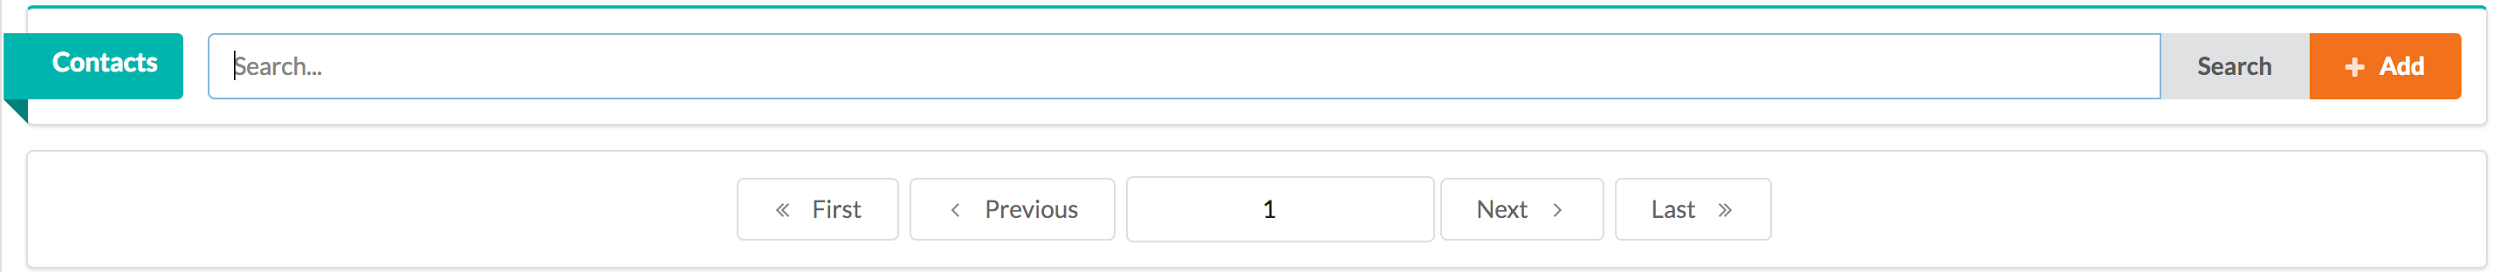 Contacts Search... Search Add
First Previous 1 Next Last